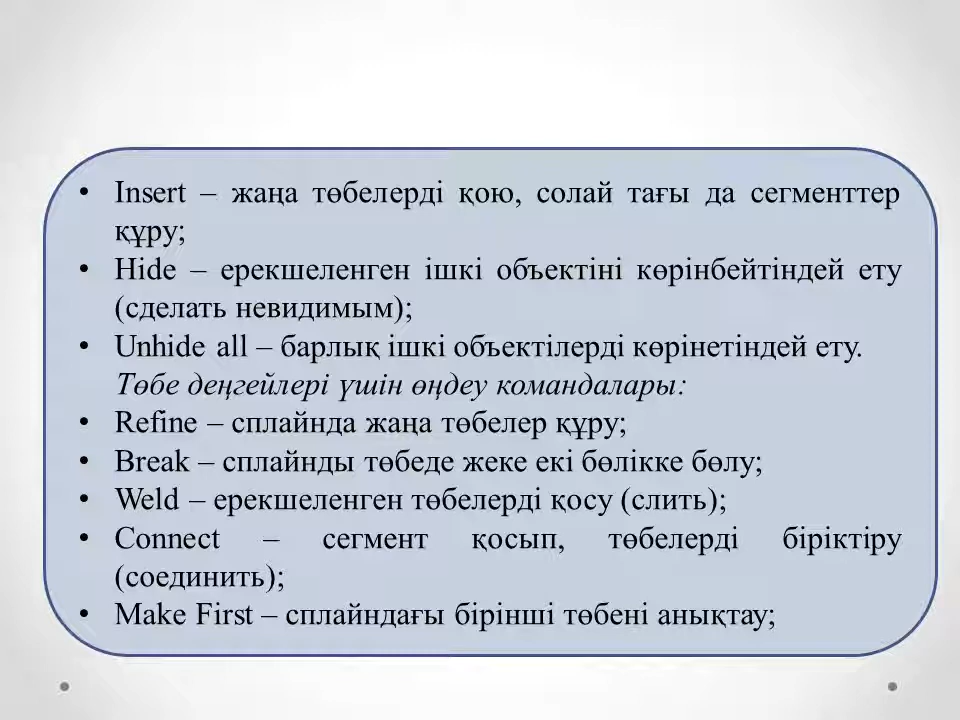 • Insert – жаңа төбелерді қою, солай тағы да сегменттер
құру;
• Hide – ерекшеленген ішкі объектіні көрінбейтіндей ету
(сделать невидимым);
• Unhide all – барлық ішкі объектілерді көрінетіндей ету.
Төбе деңгейлері үшін өңдеу командалары:
• Refine – сплайнда жаңа төбелер құру;
• Break – сплайнды төбеде жеке екі бөлікке бөлу;
• Weld – ерекшеленген төбелерді қосу (слить);
• Connect – сегмент қосып, төбелерді біріктіру
(соединить);
• Make First – сплайндағы бірінші төбені анықтау;